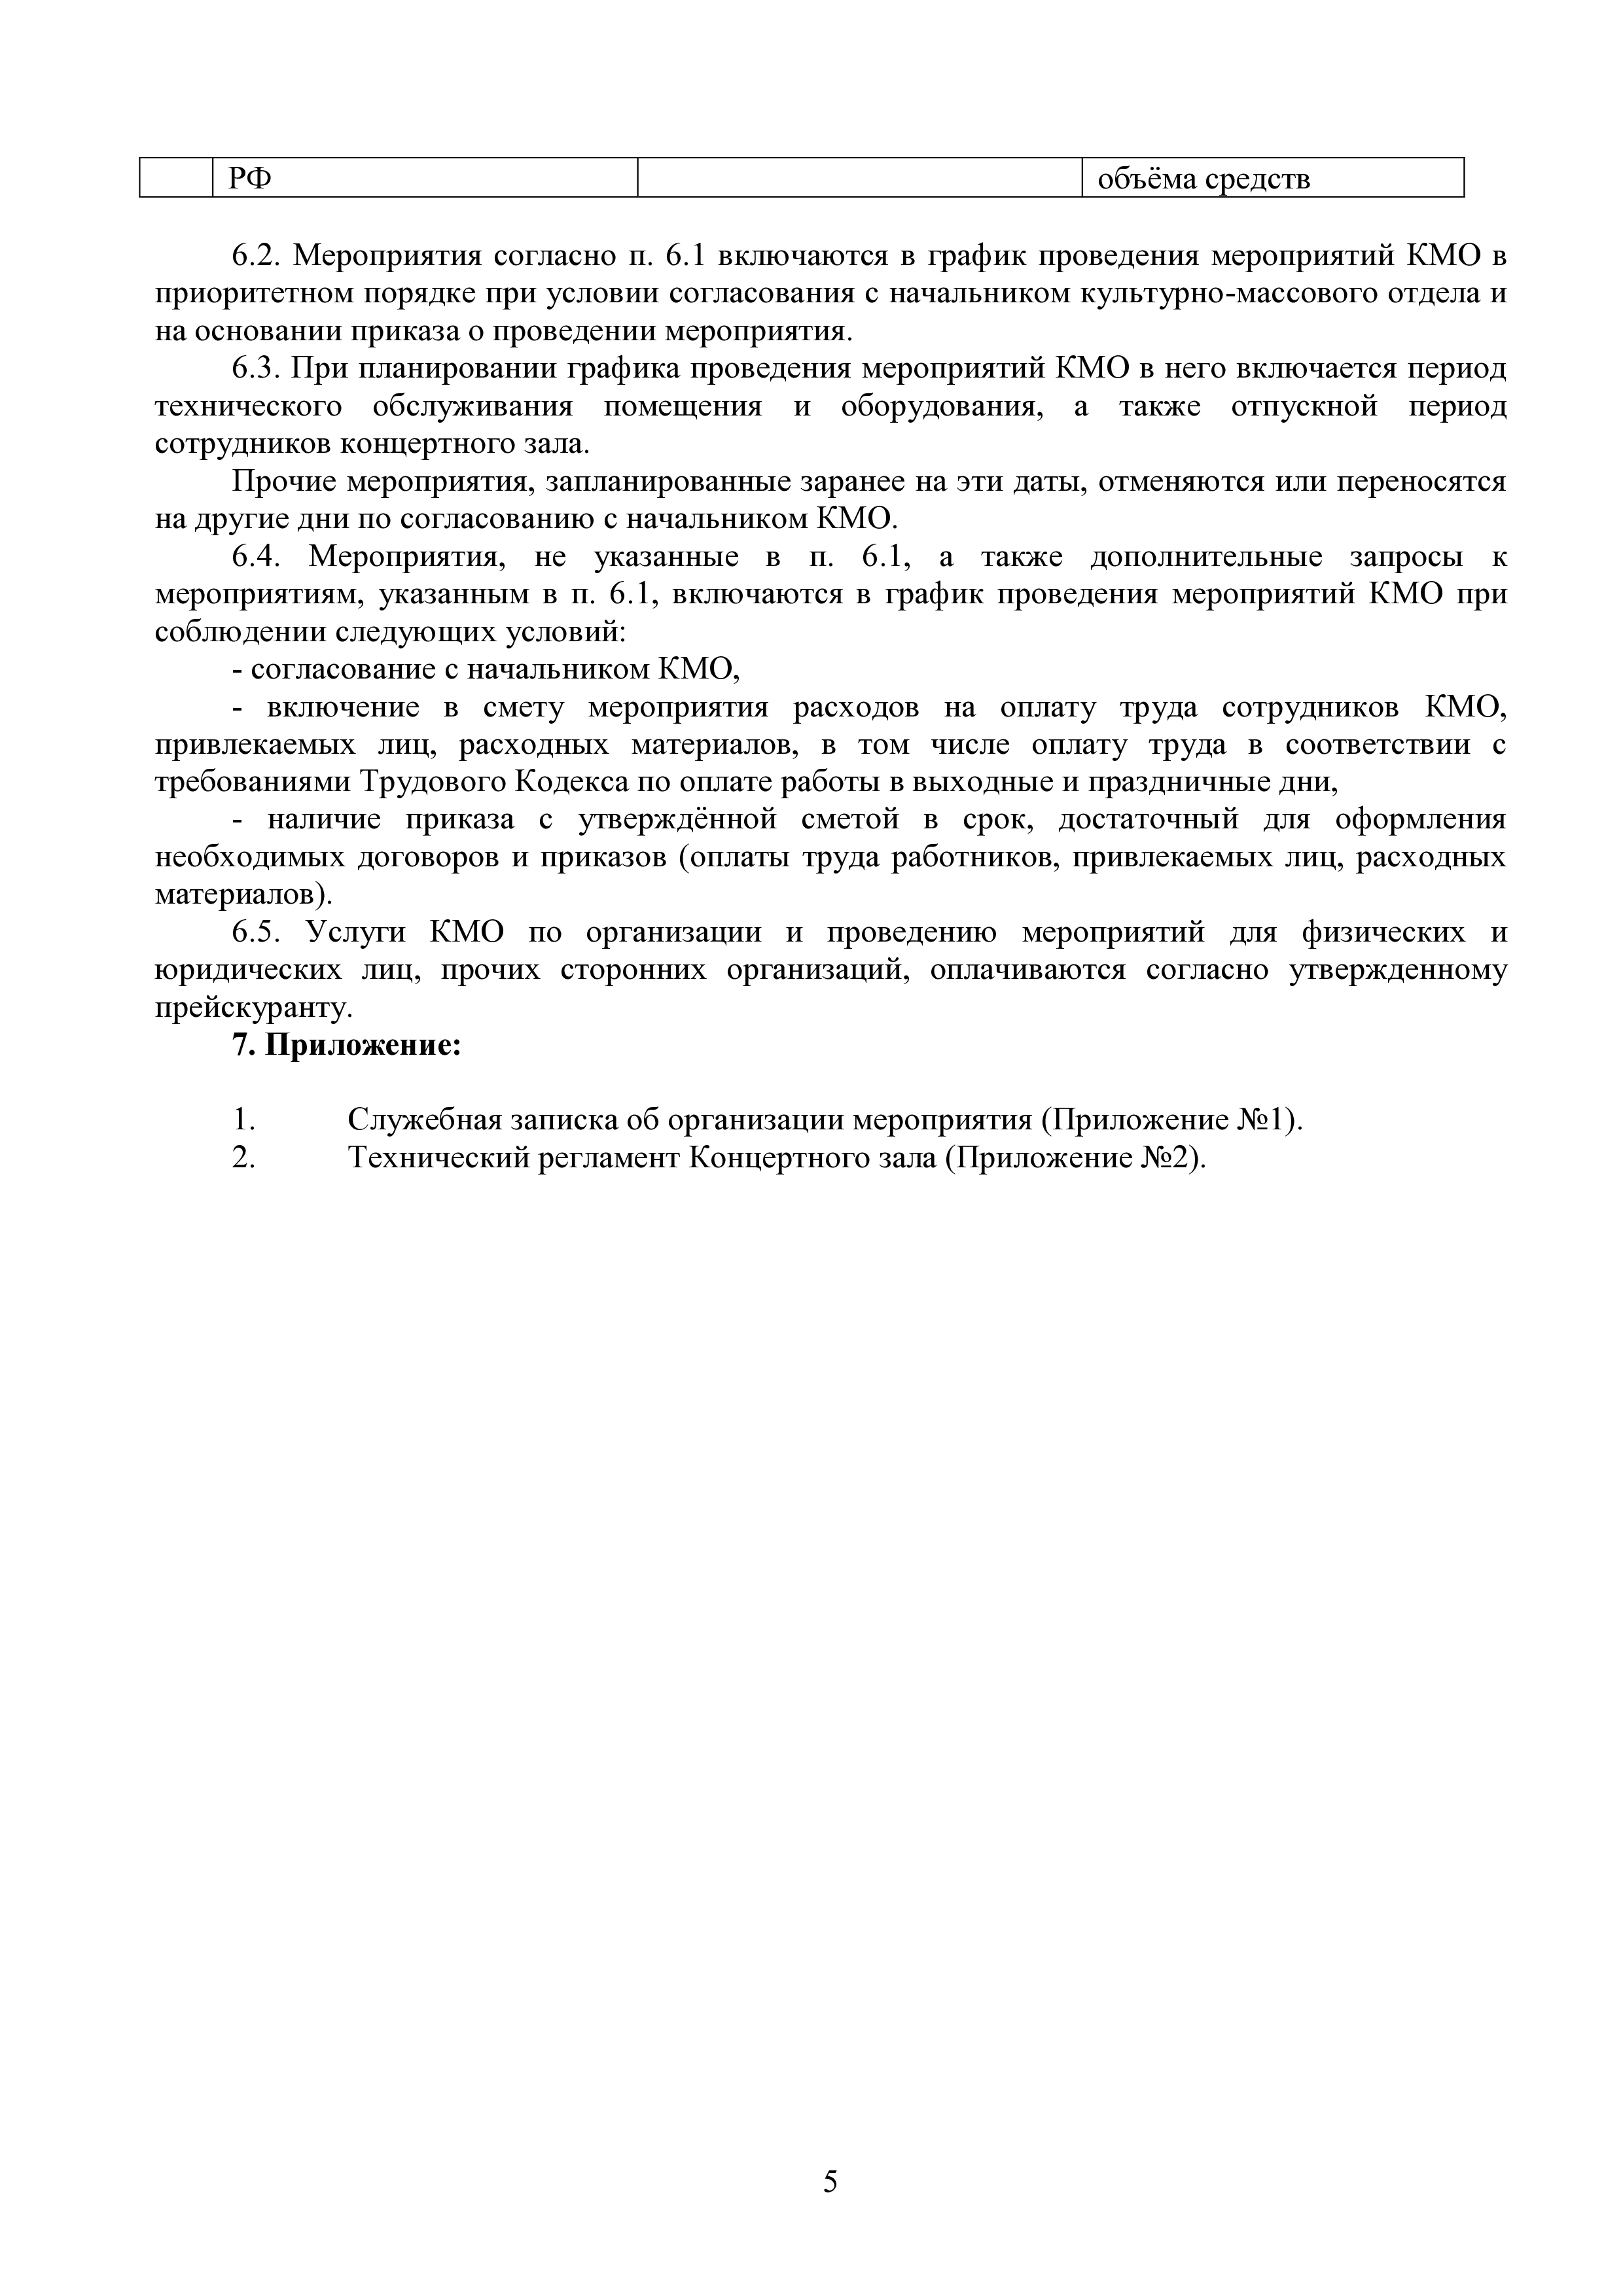 РФ объёма средств
6.2. Мероприятия согласно п. 6.1 включаются в график проведения мероприятий КМО в
приоритетном порядке при условии согласования с начальником культурно-массового отдела и
на основании приказа о проведении мероприятия.
6.3. При планировании графика проведения мероприятий КМО в него включается период
технического обслуживания помещения и оборудования, а также отпускной период
сотрудников концертного зала.
Прочие мероприятия, запланированные заранее на эти даты, отменяются или переносятся
на другие дни по согласованию с начальником КМО.
6.4. Мероприятия, не указанные в п. 6.1, а также дополнительные запросы к
мероприятиям, указанным в п. 6.1, включаются в график проведения мероприятий КМО при
соблюдении следующих условий:
- согласование с начальником КМО,
- включение в смету мероприятия расходов на оплату труда сотрудников КМО,
привлекаемых лиц, расходных материалов, в том числе оплату труда в соответствии с
требованиями Трудового Кодекса по оплате работы в выходные и праздничные дни,
- наличие приказа с утверждённой сметой в срок, достаточный для оформления
необходимых договоров и приказов (оплаты труда работников, привлекаемых лиц, расходных
материалов).
6.5. Услуги КМО по организации и проведению мероприятий для физических и
юридических лиц, прочих сторонних организаций, оплачиваются согласно утвержденному
прейскуранту.
7. Приложение:
1. Служебная записка об организации мероприятия (Приложение №1).
2. Технический регламент Концертного зала (Приложение №2).
5